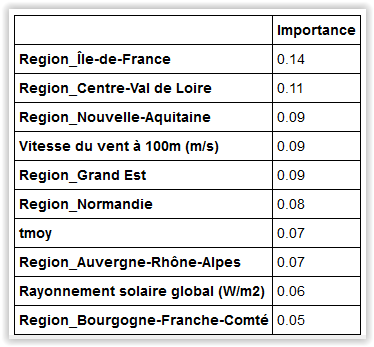 Importance
Region_Île-de-France 0.14
Region_Centre-Val de Loire 0.11
Region_Nouvelle-Aquitaine 0.09
Vitesse du vent à 100m (m/s) 0.09
Region_Grand Est 0.09
Region_Normandie 0.08
tmoy 0.07
Region_Auvergne-Rhône-Alpes 0.07
Rayonnement solaire global (W/m2) 0.06
Region_Bourgogne-Franche-Comté 0.05